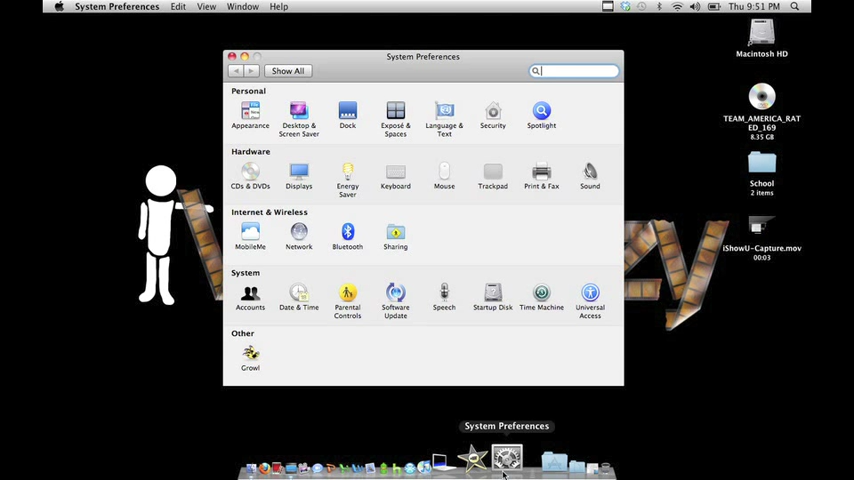 System Preferences Edit View Window Help Thu 9:51 PM
System Preferences
Show All
Personal
Appearance
Desktop &
Screen Saver
Dock
Exposé &
Spaces
Language &
Text
Security
Spotlight
Hardware
CDs & DVDs
Displays
Energy
Saver
Keyboard
Mouse
Trackpad
Print & Fax
Sound
Internet & Wireless
MobileMe
Network
Bluetooth
Sharing
System
Accounts
Date & Time
Parental
Controls
Software
Update
Speech
Startup Disk
Time Machine
Universal
Access
Other
Growl
Macintosh HD
TEAM_AMERICA_RAT
ED_169
8.35 GB
School
2 items
iShowU-Capture.mov
00:03
System Preferences